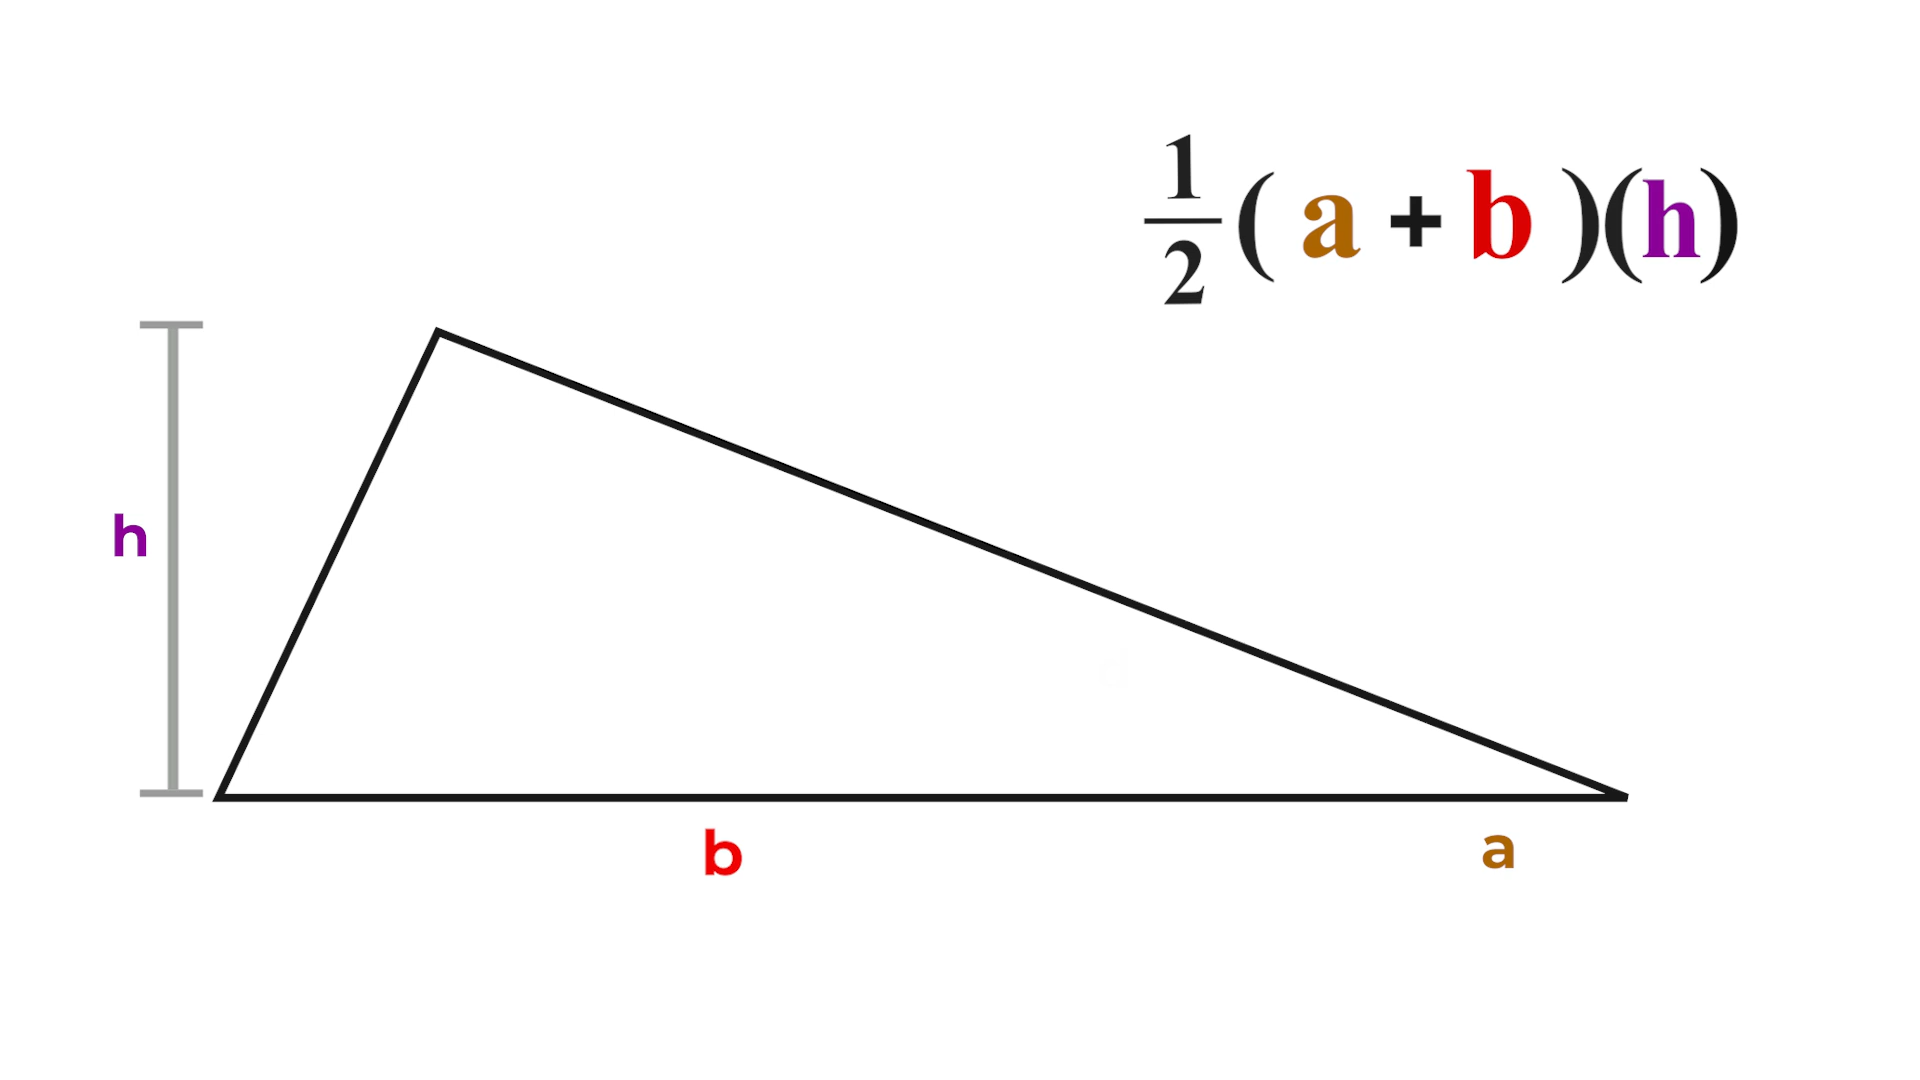 1/2 ( a + b )(h)
h
b a